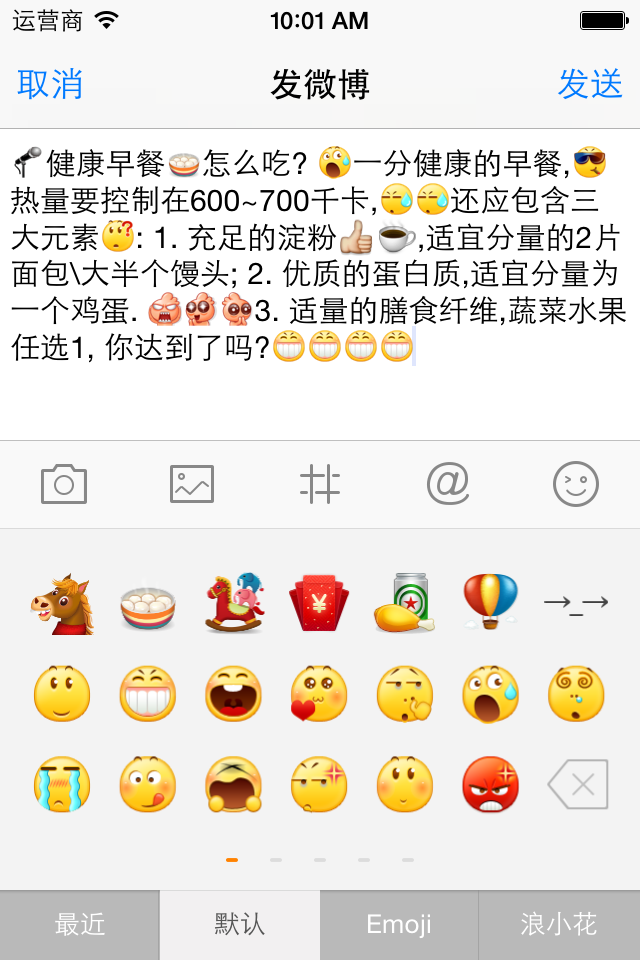 运营商 10:01 AM
取消 发微博 发送
🎤健康早餐怎么吃? 一分健康的早餐,
热量要控制在600~700千卡,还应包含三
大元素: 1. 充足的淀粉👍☕,适宜分量的2片
面包\大半个馒头; 2. 优质的蛋白质,适宜分量为
一个鸡蛋. 3. 适量的膳食纤维,蔬菜水果
任选1, 你达到了吗?😁😁😁😁
@
¥
→_→
最近 默认 Emoji 浪小花